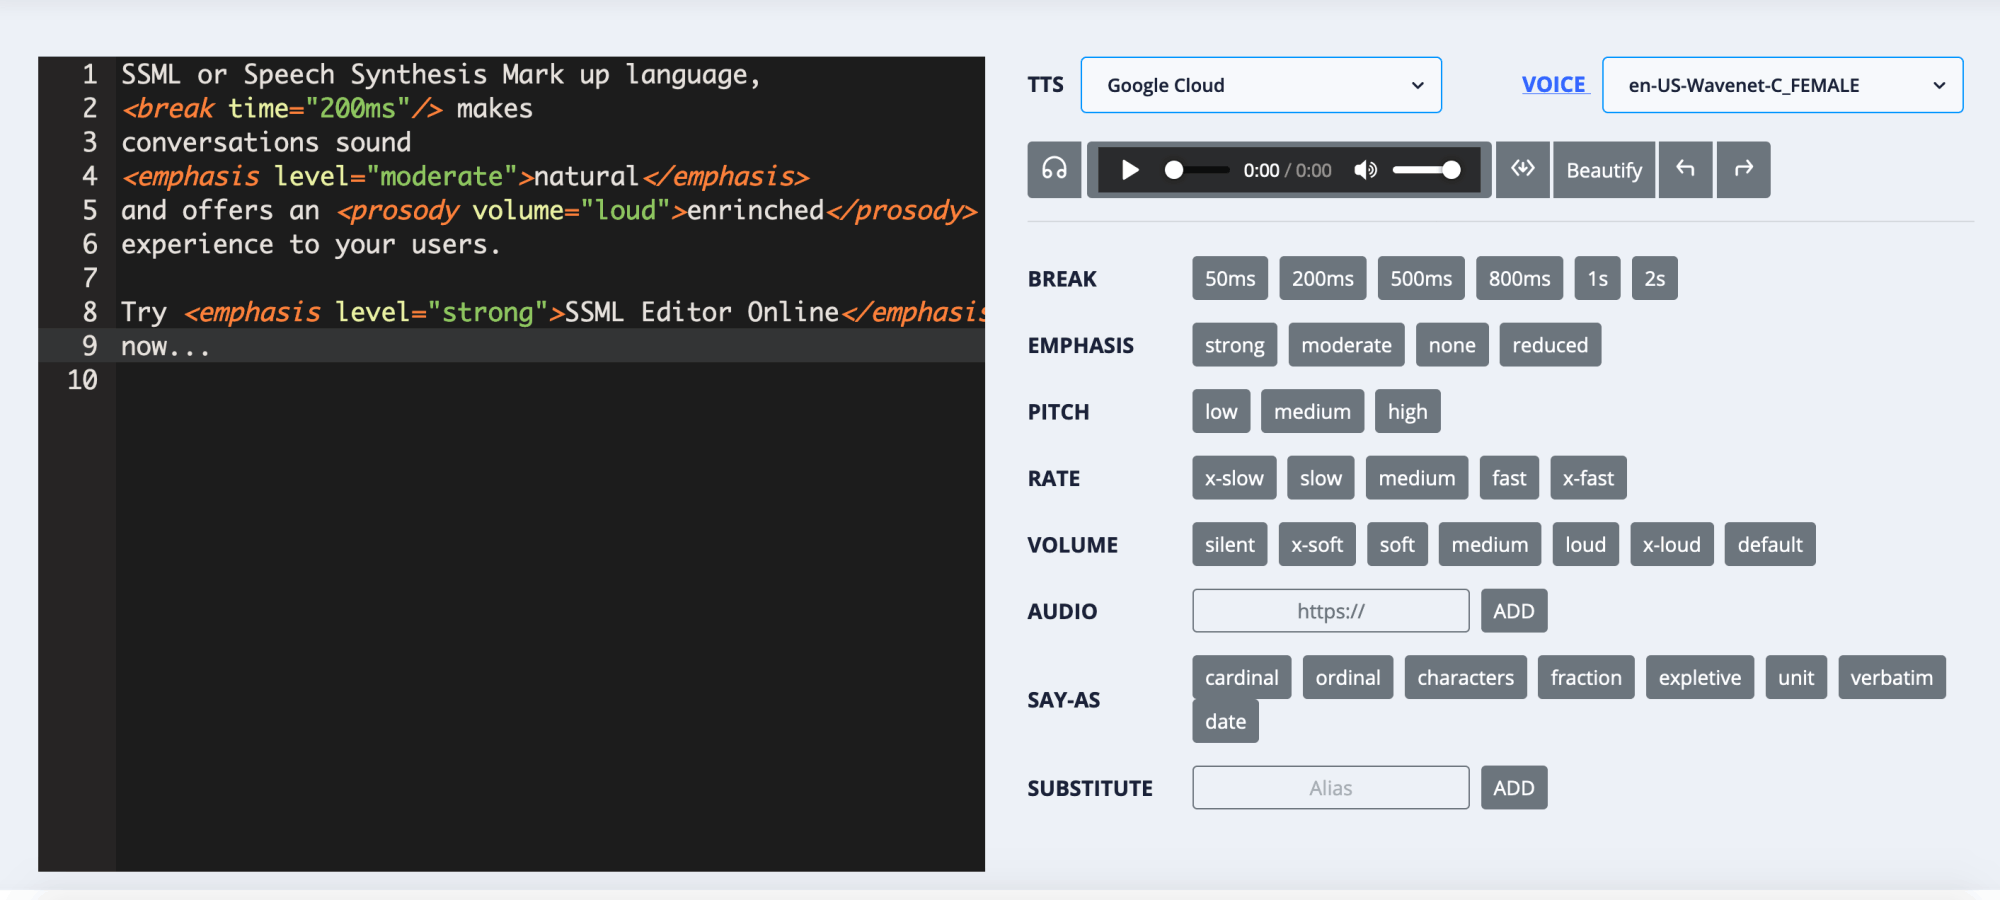 1 SSML or Speech Synthesis Mark up language,
2 <break time="200ms"/> makes
3 conversations sound
4 <emphasis level="moderate">natural</emphasis>
5 and offers an <prosody volume="loud">enrinched</prosody>
6 experience to your users.
7
8 Try <emphasis level="strong">SSML Editor Online</emphasis
9 now...
10
TTS Google Cloud VOICE en-US-Wavenet-C_FEMALE
0:00 / 0:00 Beautify
BREAK 50ms 200ms 500ms 800ms 1s 2s
EMPHASIS strong moderate none reduced
PITCH low medium high
RATE x-slow slow medium fast x-fast
VOLUME silent x-soft soft medium loud x-loud default
AUDIO https:// ADD
SAY-AS cardinal ordinal characters fraction expletive unit verbatim
date
SUBSTITUTE Alias ADD